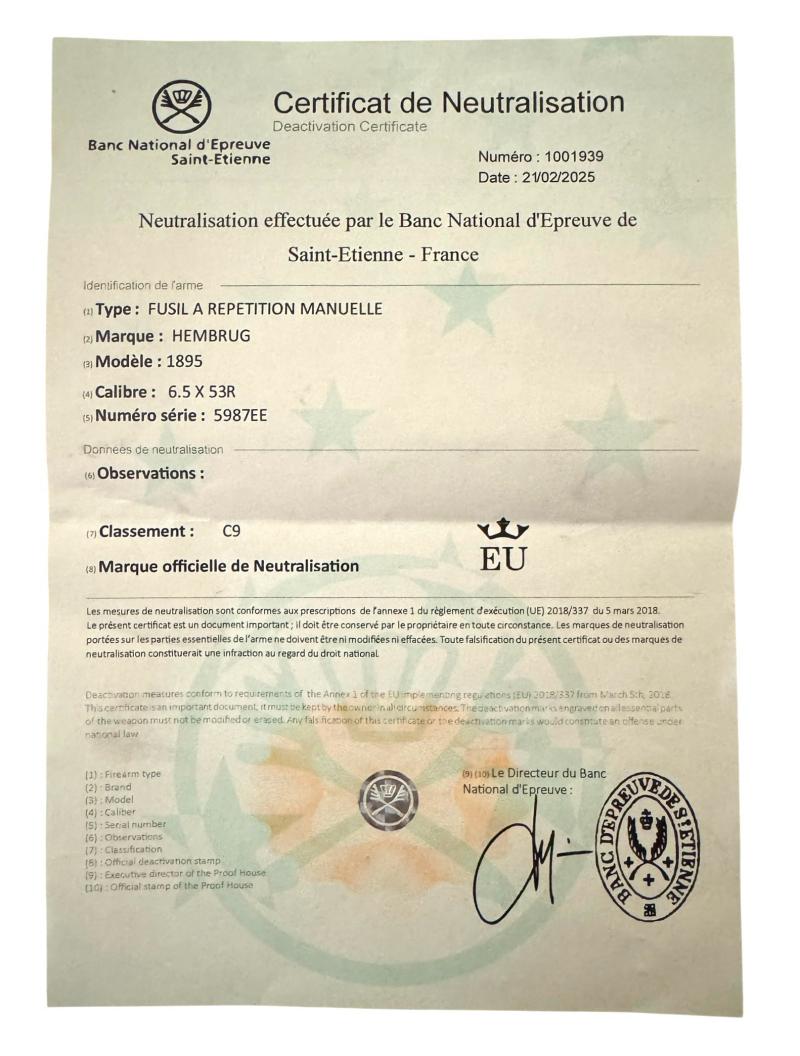 Certificat de Neutralisation
Deactivation Certificate
Banc National d'Epreuve
Saint-Etienne
Numéro : 1001939
Date : 21/02/2025
Neutralisation effectuée par le Banc National d'Epreuve de
Saint-Etienne - France
Identification de l'arme
(1) Type : FUSIL A REPETITION MANUELLE
(2) Marque : HEMBRUG
(3) Modèle : 1895
(4) Calibre : 6.5 X 53R
(5) Numéro série : 5987EE
Données de neutralisation
(6) Observations :
(7) Classement : C9
(8) Marque officielle de Neutralisation
EU
Les mesures de neutralisation sont conformes aux prescriptions de l'annexe 1 du règlement d'exécution (UE) 2018/337 du 5 mars 2018.
Le présent certificat est un document important ; il doit être conservé par le propriétaire en toute circonstance. Les marques de neutralisation
portées sur les parties essentielles de l'arme ne doivent être ni modifiées ni effacées. Toute falsification du présent certificat ou des marques de
neutralisation constituerait une infraction au regard du droit national.
Deactivation measures conform to requirements of the Annex 1 of the EU implementing regulations (EU) 2018/337 from March 5th, 2018.
This certificate is an important document, it must be kept by the owner in all circumstances. The deactivation marks engraved on all essential parts
of the weapon must not be modified or erased. Any falsification of this certificate or the deactivation marks would constitute an offense under
national law
(1) : Firearm type
(2) : Brand
(3) : Model
(4) : Caliber
(5) : Serial number
(6) : Observations
(7) : Classification
(8) : Official deactivation stamp
(9) : Executive director of the Proof House
(10) : Official stamp of the Proof House
(9) (10) Le Directeur du Banc
National d'Epreuve :
BANC D'EPREUVE DE St ETIENNE